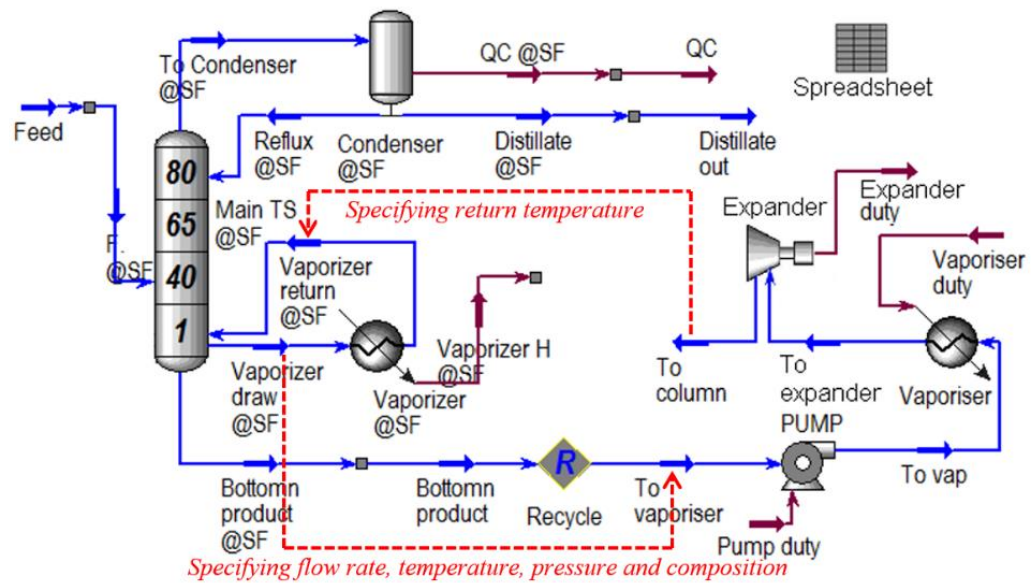 To Condenser
@SF
QC @SF
QC
Spreadsheet
Feed
Reflux
@SF
Condenser
@SF
Distillate
@SF
Distillate
out
80
65
40
1
Main TS
@SF
F.
@SF
Specifying return temperature
Expander
Expander
duty
Vaporizer
return
@SF
Vaporiser
duty
Vaporizer
draw
@SF
Vaporizer
@SF
Vaporizer H
@SF
To
column
To
expander
Vaporiser
PUMP
To vap
R
Bottomn
product
@SF
Bottomn
product
Recycle
To
vaporiser
Pump duty
Specifying flow rate, temperature, pressure and composition